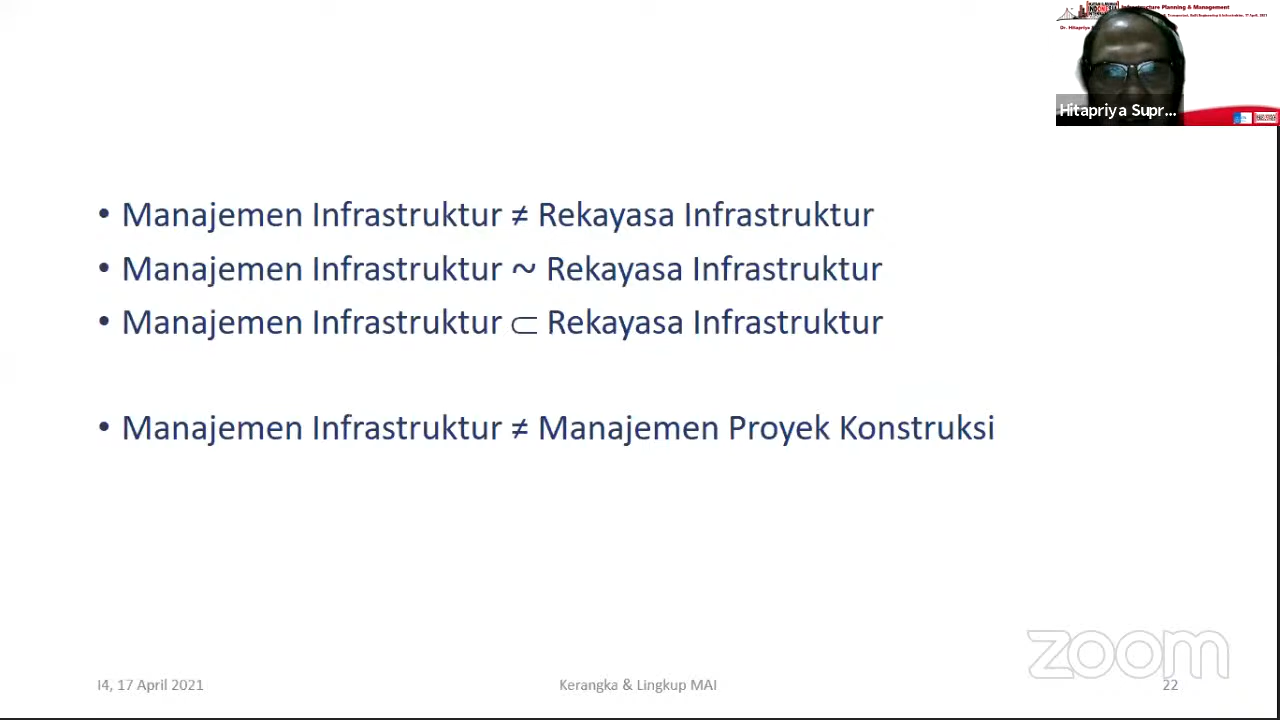 Infrastructure Planning & Management
Hitapriya Supr...
• Manajemen Infrastruktur ≠ Rekayasa Infrastruktur
• Manajemen Infrastruktur ~ Rekayasa Infrastruktur
• Manajemen Infrastruktur ⊂ Rekayasa Infrastruktur
• Manajemen Infrastruktur ≠ Manajemen Proyek Konstruksi
zoom
I4, 17 April 2021
Kerangka & Lingkup MAI
22